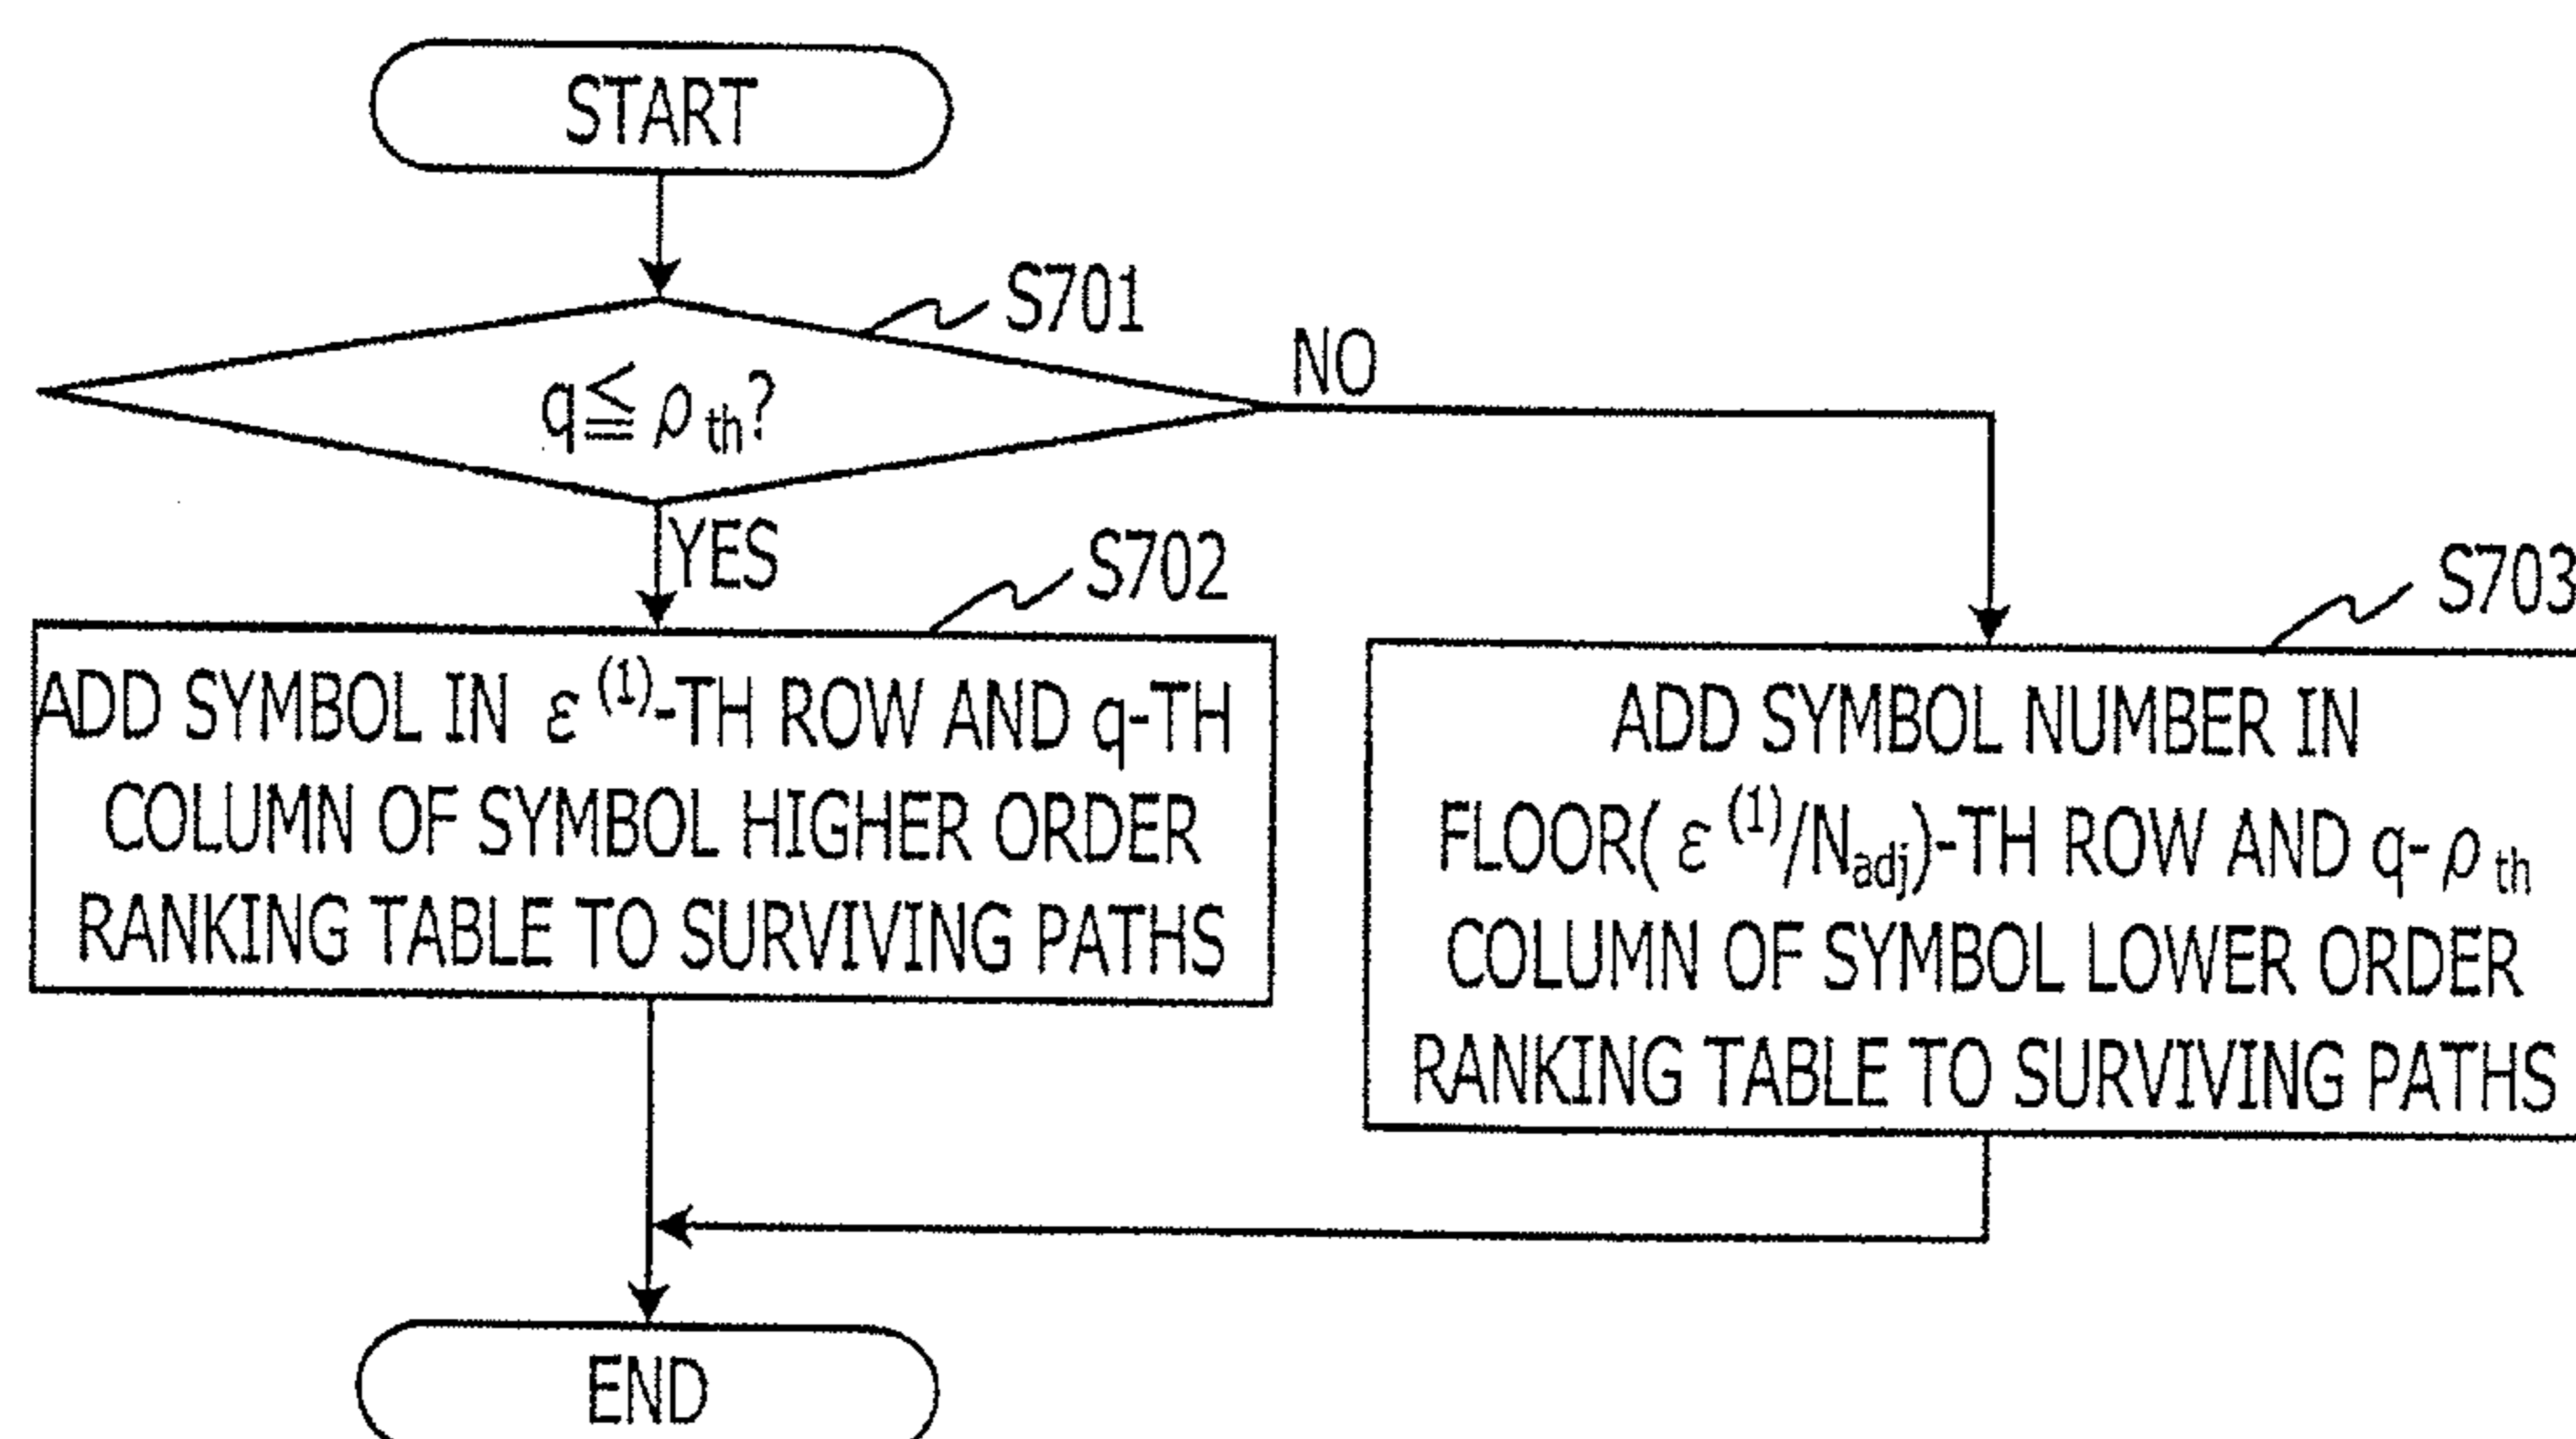 START
S701
q≦ρth?
NO
YES
S702
ADD SYMBOL IN ε(1)-TH ROW AND q-TH
COLUMN OF SYMBOL HIGHER ORDER
RANKING TABLE TO SURVIVING PATHS
S703
ADD SYMBOL NUMBER IN
FLOOR( ε(1)/Nadj)-TH ROW AND q-ρth
COLUMN OF SYMBOL LOWER ORDER
RANKING TABLE TO SURVIVING PATHS
END